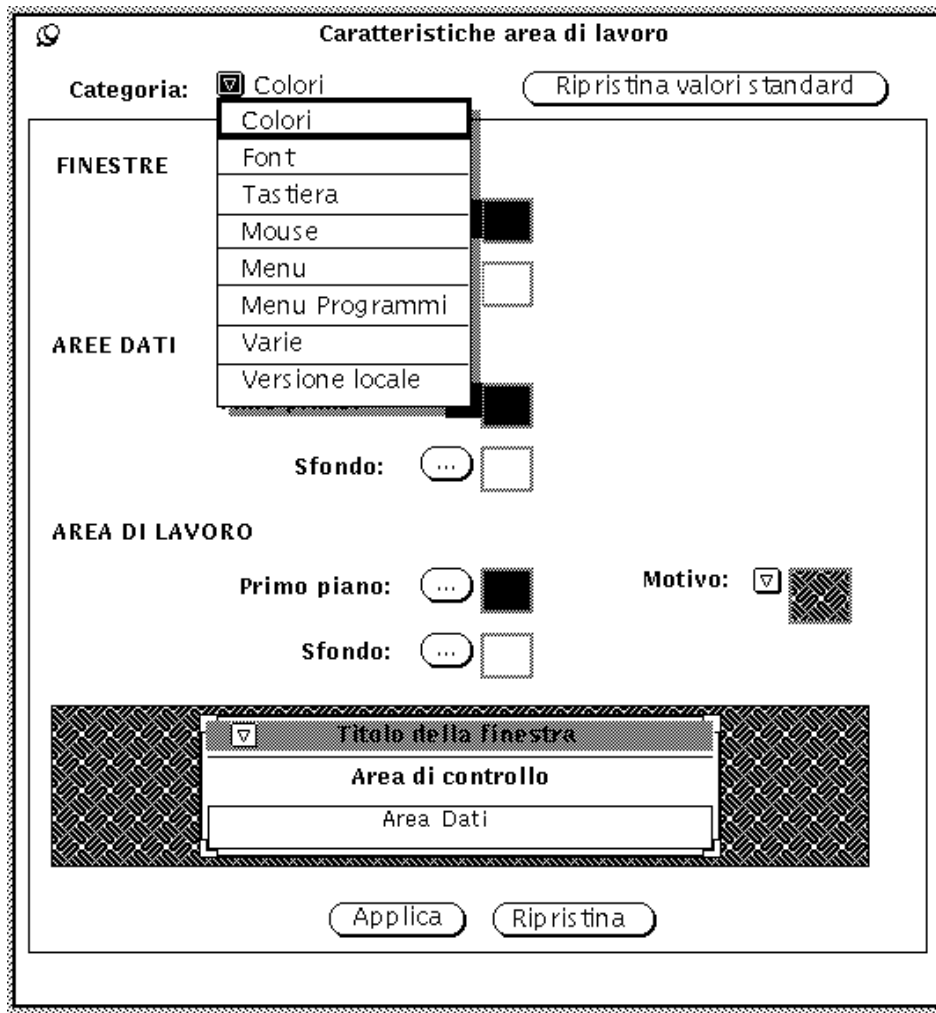 Caratteristiche area di lavoro
Categoria: Colori
Ripristina valori standard
Colori
Font
Tastiera
Mouse
Menu
Menu Programmi
Varie
Versione locale
FINESTRE
AREE DATI
Sfondo: ...
AREA DI LAVORO
Primo piano: ...
Motivo:
Sfondo: ...
Titolo della finestra
Area di controllo
Area Dati
Applica
Ripristina